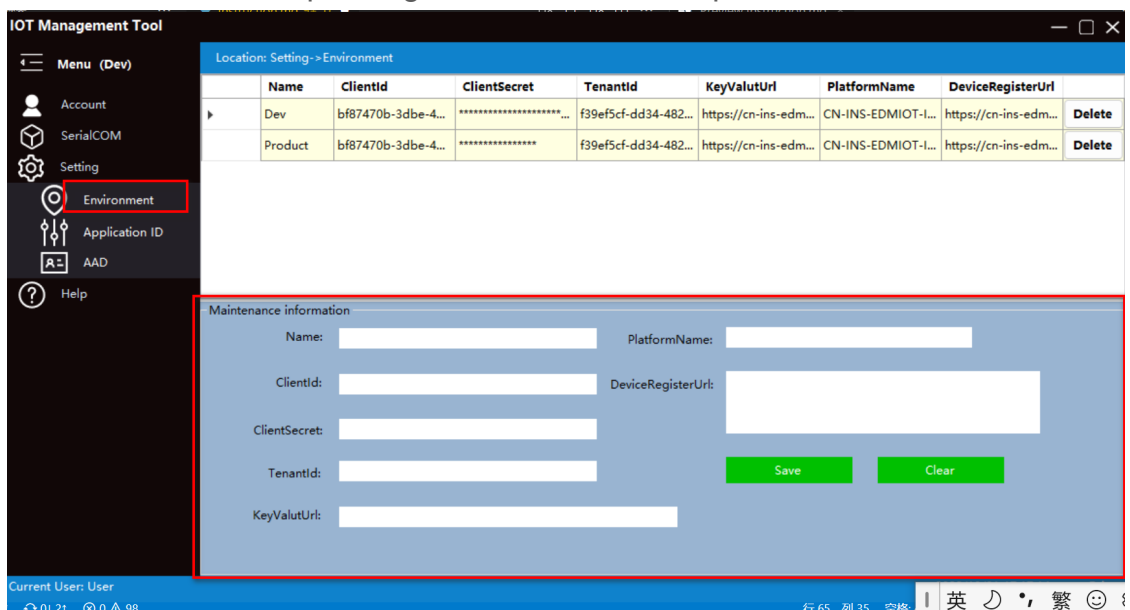 IOT Management Tool
Menu (Dev)
Location: Setting->Environment
Account
SerialCOM
Setting
Environment
Application ID
AAD
Help
Name ClientId ClientSecret TenantId KeyValutUrl PlatformName DeviceRegisterUrl
Dev bf87470b-3dbe-4... ********************... f39ef5cf-dd34-482... https://cn-ins-edm... CN-INS-EDMIOT-I... https://cn-ins-edm... Delete
Product bf87470b-3dbe-4... *************** f39ef5cf-dd34-482... https://cn-ins-edm... CN-INS-EDMIOT-I... https://cn-ins-edm... Delete
Maintenance information
Name:
PlatformName:
ClientId:
DeviceRegisterUrl:
ClientSecret:
TenantId:
Save Clear
KeyValutUrl:
Current User: User
行 65, 列 35
英 繁